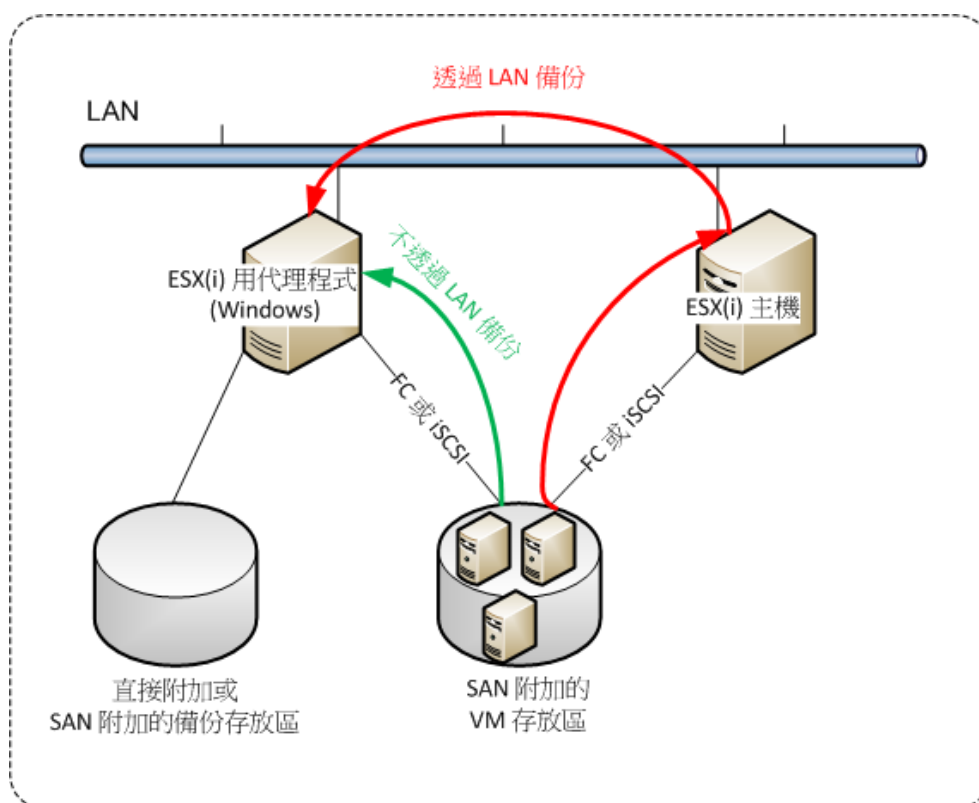 透過 LAN 備份
LAN
ESX(i) 用代理程式
(Windows)
不透過 LAN 備份
ESX(i) 主機
FC 或 iSCSI
FC 或 iSCSI
直接附加或
SAN 附加的備份存放區
SAN 附加的
VM 存放區